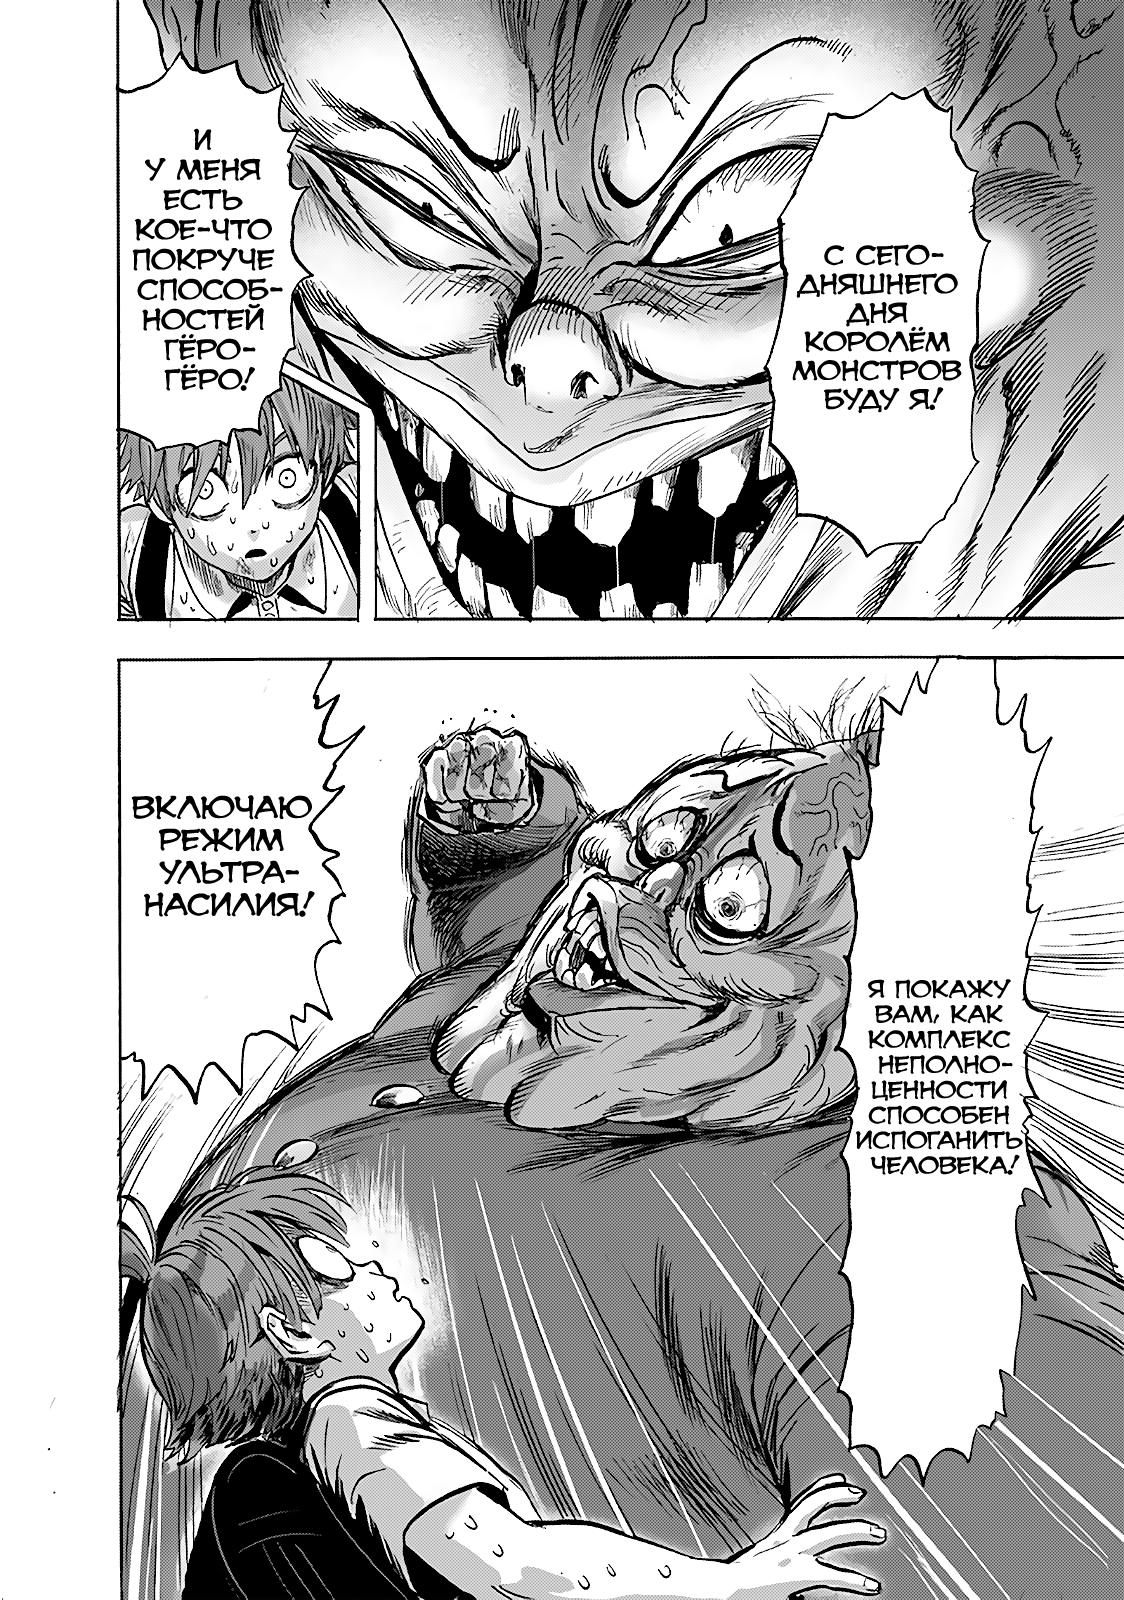 С СЕГО-
ДНЯШНЕГО
ДНЯ
КОРОЛЁМ
МОНСТРОВ
БУДУ Я!
И
У МЕНЯ
ЕСТЬ
КОЕ-ЧТО
ПОКРУЧЕ
СПОСОБ-
НОСТЕЙ
ГЁРО-
ГЁРО!
Я ПОКАЖУ
ВАМ, КАК
КОМПЛЕКС
НЕПОЛНО-
ЦЕННОСТИ
СПОСОБЕН
ИСПОГАНИТЬ
ЧЕЛОВЕКА!
ВКЛЮЧАЮ
РЕЖИМ
УЛЬТРА-
НАСИЛИЯ!